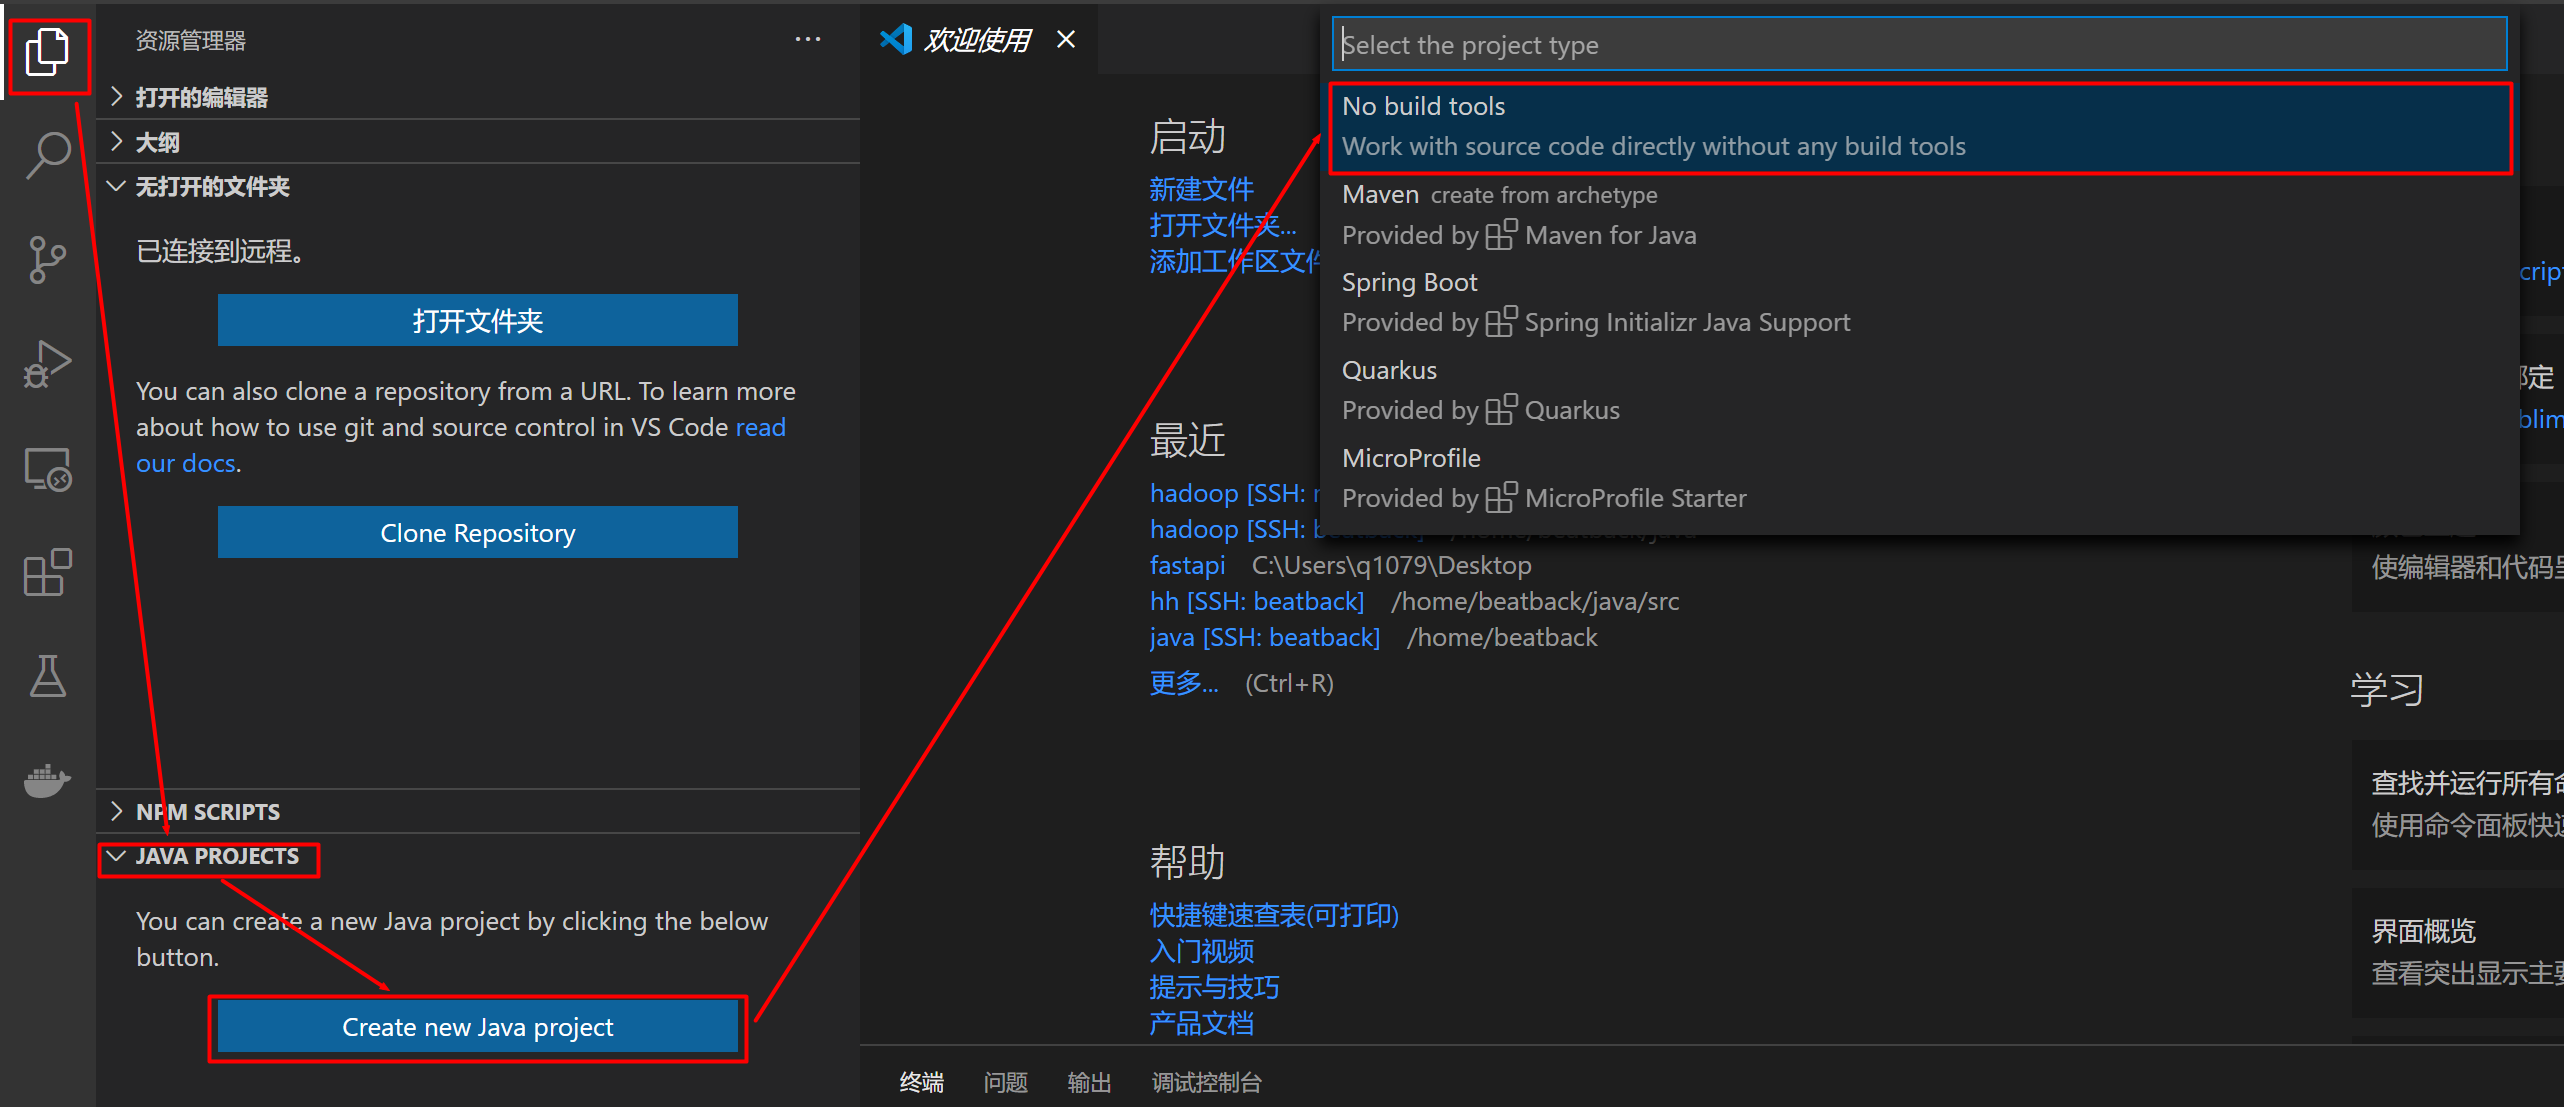 资源管理器
打开的编辑器
大纲
无打开的文件夹
已连接到远程。
打开文件夹
You can also clone a repository from a URL. To learn more
about how to use git and source control in VS Code read
our docs.
Clone Repository
NPM SCRIPTS
JAVA PROJECTS
You can create a new Java project by clicking the below
button.
Create new Java project
欢迎使用
启动
新建文件
打开文件夹...
添加工作区文件
最近
hadoop [SSH:
hadoop [SSH: beatback] /home/beatback/java
fastapi C:\Users\q1079\Desktop
hh [SSH: beatback] /home/beatback/java/src
java [SSH: beatback] /home/beatback
更多... (Ctrl+R)
帮助
快捷键速查表(可打印)
入门视频
提示与技巧
产品文档
Select the project type
No build tools
Work with source code directly without any build tools
Maven create from archetype
Provided by Maven for Java
Spring Boot
Provided by Spring Initializr Java Support
Quarkus
Provided by Quarkus
MicroProfile
Provided by MicroProfile Starter
使编辑器和代码呈
学习
查找并运行所有命
使用命令面板快速
界面概览
查看突出显示主要
终端 问题 输出 调试控制台